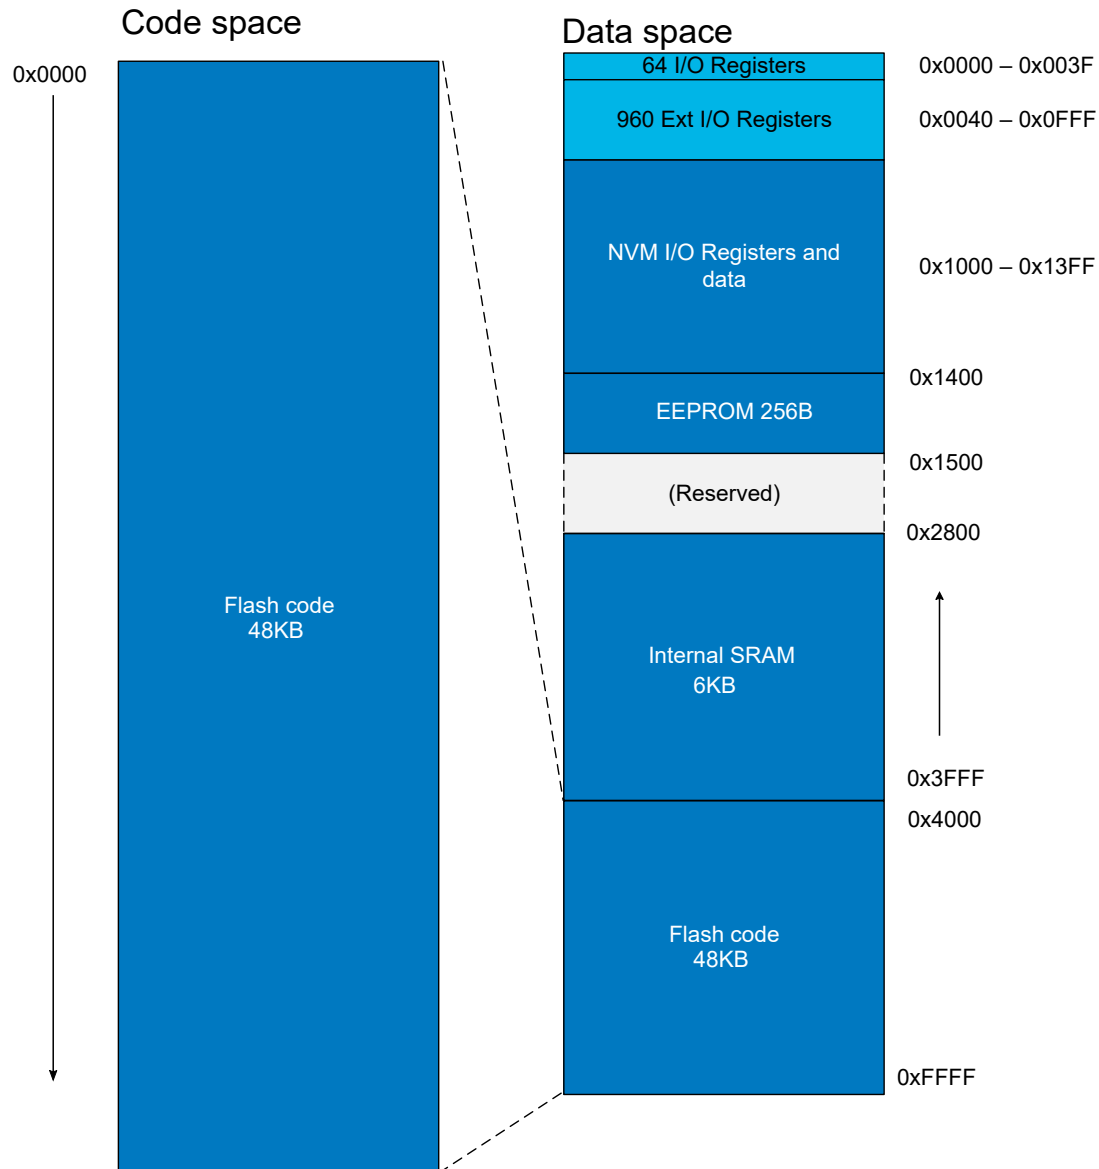 Code space
Data space
0x0000
64 I/O Registers
0x0000 – 0x003F
960 Ext I/O Registers
0x0040 – 0x0FFF
NVM I/O Registers and
data
0x1000 – 0x13FF
0x1400
EEPROM 256B
0x1500
(Reserved)
0x2800
Flash code
48KB
Internal SRAM
6KB
0x3FFF
0x4000
Flash code
48KB
0xFFFF